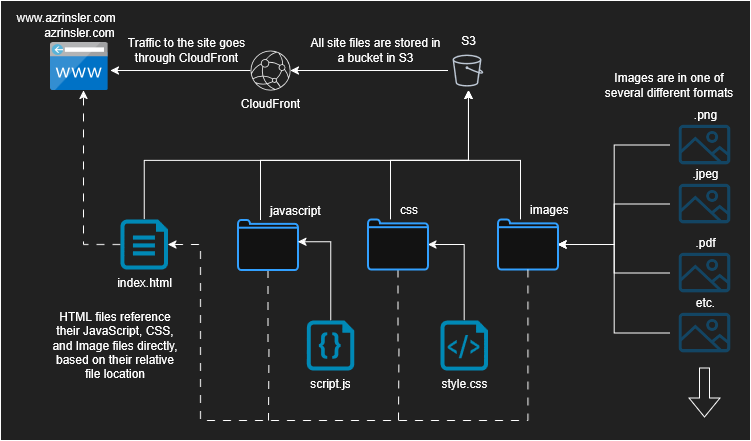 www.azrinsler.com
azrinsler.com
WWW
Traffic to the site goes
through CloudFront
CloudFront
All site files are stored in
a bucket in S3
S3
Images are in one of
several different formats
.png
.jpeg
.pdf
etc.
javascript
css
images
index.html
HTML files reference
their JavaScript, CSS,
and Image files directly,
based on their relative
file location
{}
script.js
</>
style.css